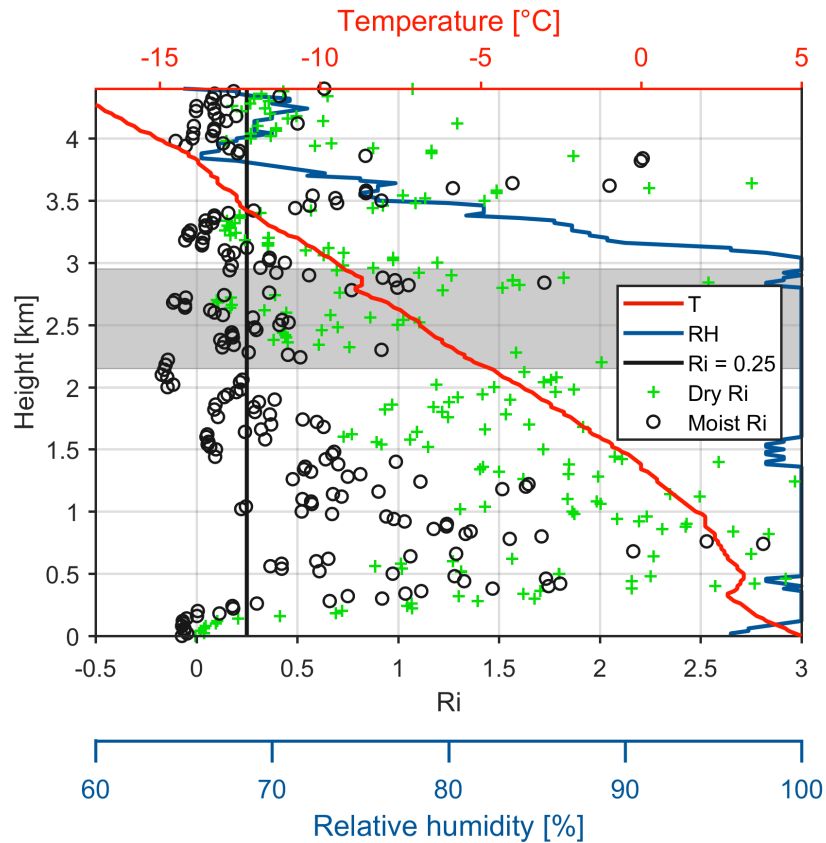 Temperature [°C]
-15 -10 -5 0 5
4
3.5
3
2.5
2
1.5
1
0.5
0
Height [km]
T
RH
Ri = 0.25
Dry Ri
Moist Ri
-0.5 0 0.5 1 1.5 2 2.5 3
Ri
60 70 80 90 100
Relative humidity [%]